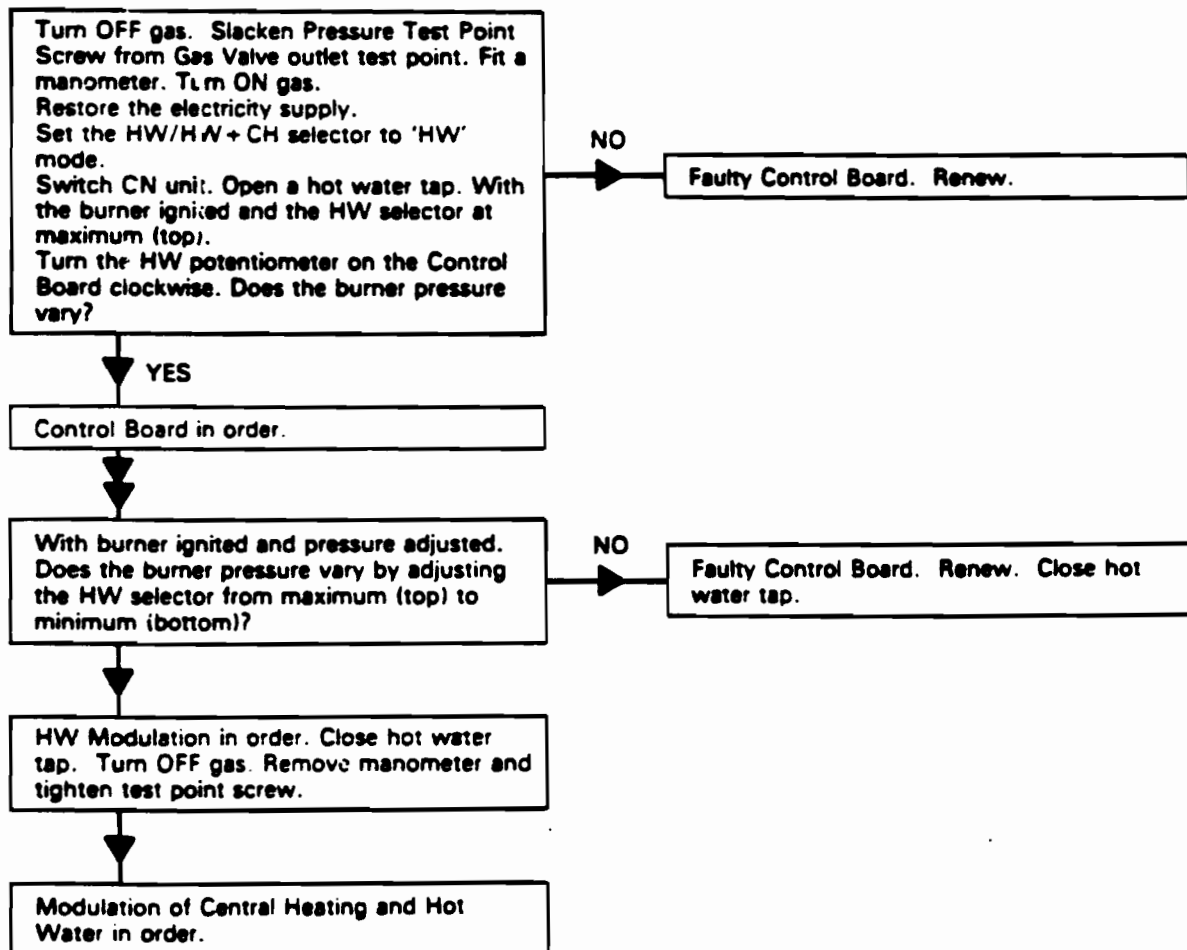 Turn OFF gas. Slacken Pressure Test Point
Screw from Gas Valve outlet test point. Fit a
manometer. Turn ON gas.
Restore the electricity supply.
Set the HW/HW + CH selector to 'HW'
mode.
Switch CN unit. Open a hot water tap. With
the burner ignited and the HW selector at
maximum (top).
Turn the HW potentiometer on the Control
Board clockwise. Does the burner pressure
vary?
NO
Faulty Control Board. Renew.
YES
Control Board in order.
With burner ignited and pressure adjusted.
Does the burner pressure vary by adjusting
the HW selector from maximum (top) to
minimum (bottom)?
NO
Faulty Control Board. Renew. Close hot
water tap.
HW Modulation in order. Close hot water
tap. Turn OFF gas. Remove manometer and
tighten test point screw.
Modulation of Central Heating and Hot
Water in order.